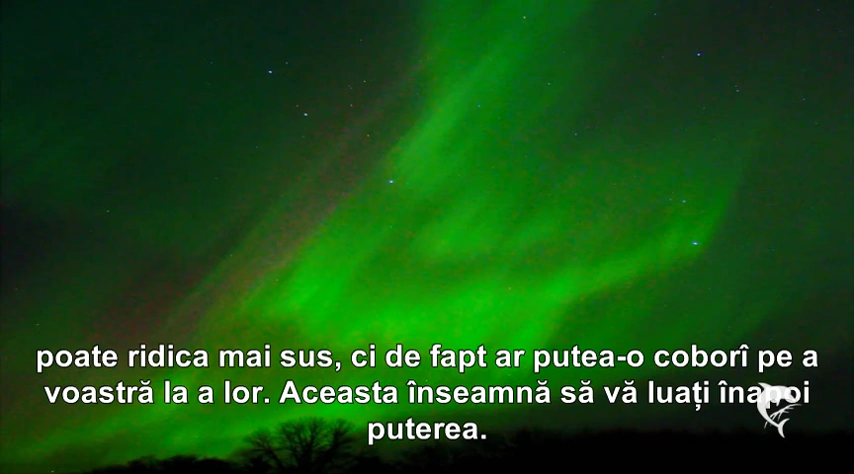 poate ridica mai sus, ci de fapt ar putea-o coborî pe a
voastră la a lor. Aceasta înseamnă să vă luați înapoi
puterea.